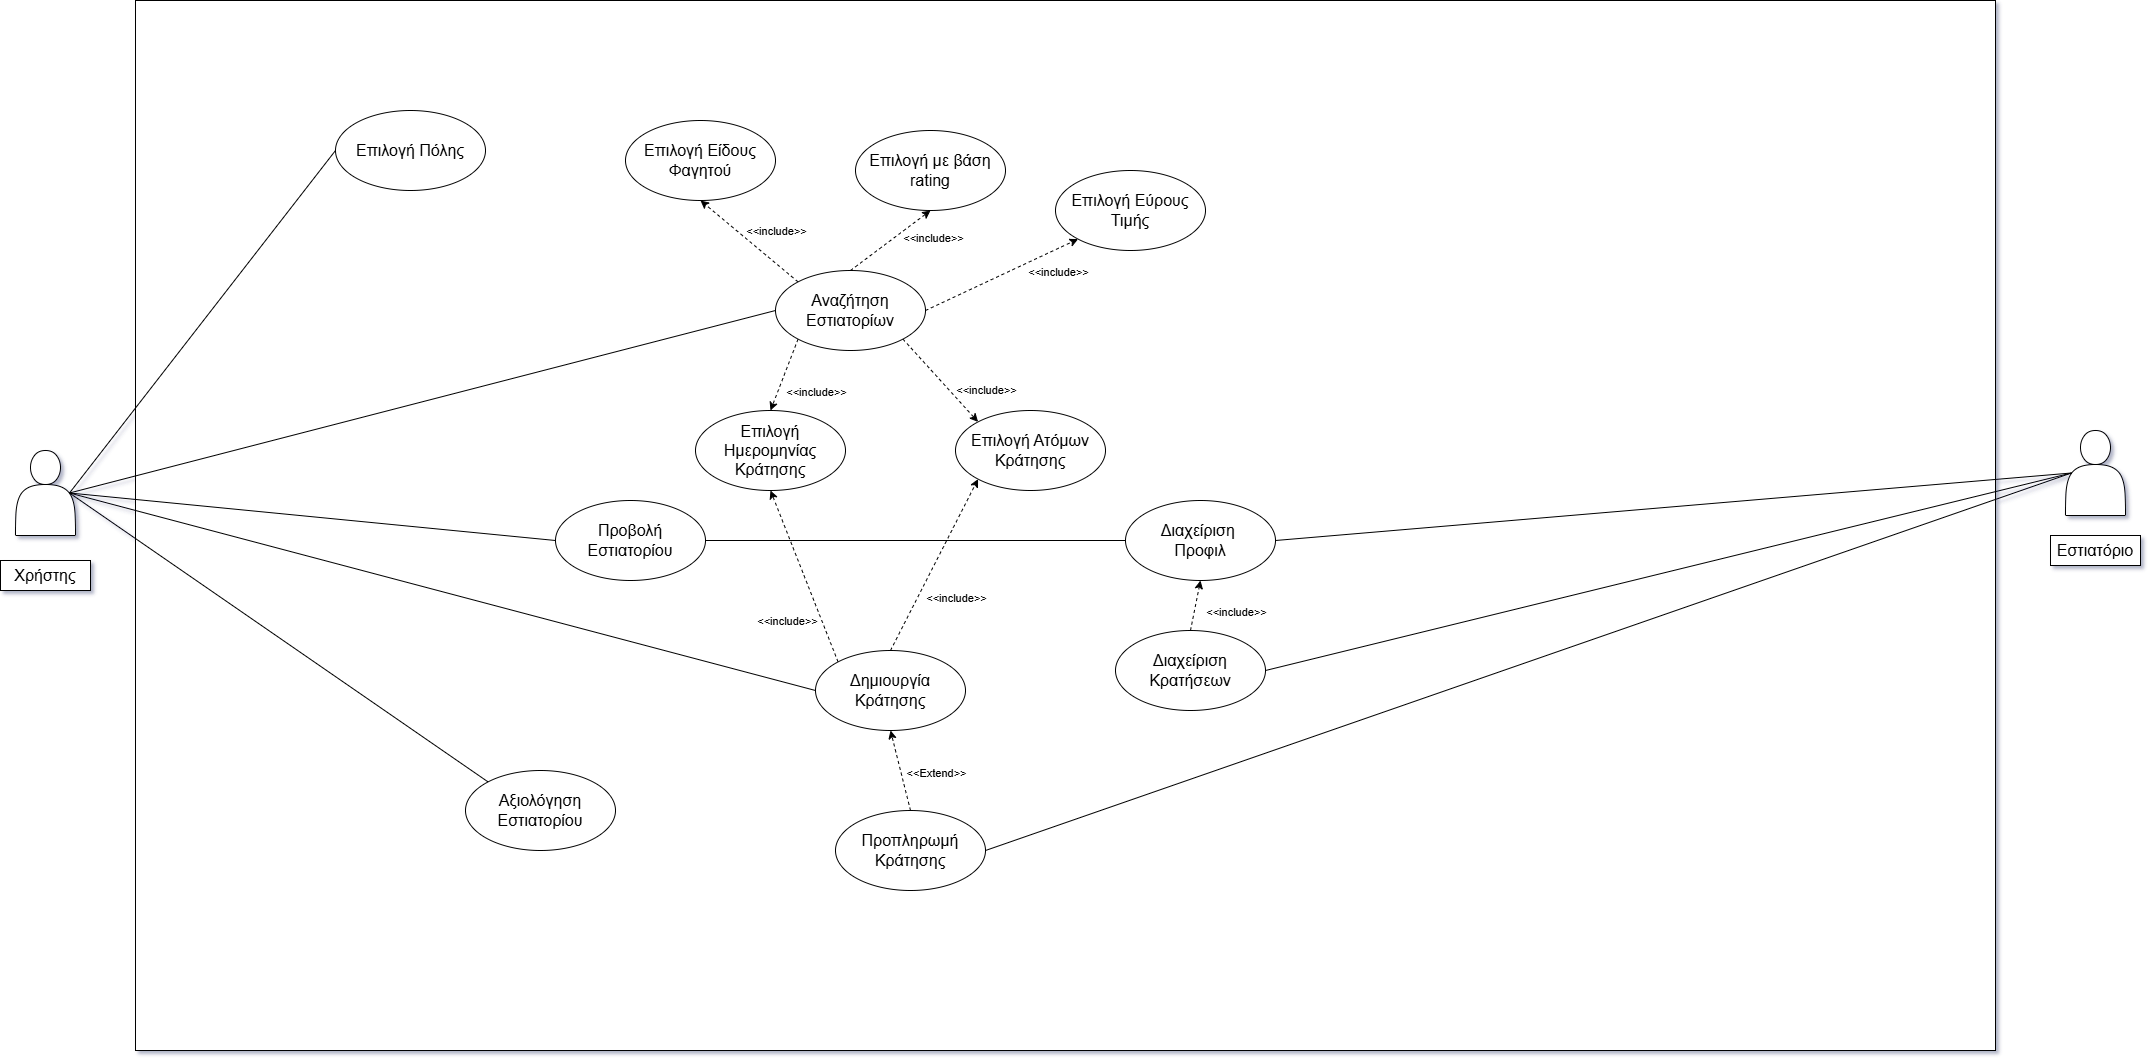 Επιλογή Πόλης
Επιλογή Είδους
Φαγητού
Επιλογή με βάση
rating
Επιλογή Εύρους
Τιμής
<<include>>
<<include>>
<<include>>
Αναζήτηση
Εστιατορίων
<<include>>
<<include>>
Επιλογή
Ημερομηνίας
Κράτησης
Επιλογή Ατόμων
Κράτησης
Προβολή
Εστιατορίου
Διαχείριση
Προφιλ
Χρήστης
Εστιατόριο
<<include>>
<<include>>
<<include>>
Δημιουργία
Κράτησης
Διαχείριση
Κρατήσεων
<<Extend>>
Αξιολόγηση
Εστιατορίου
Προπληρωμή
Κράτησης